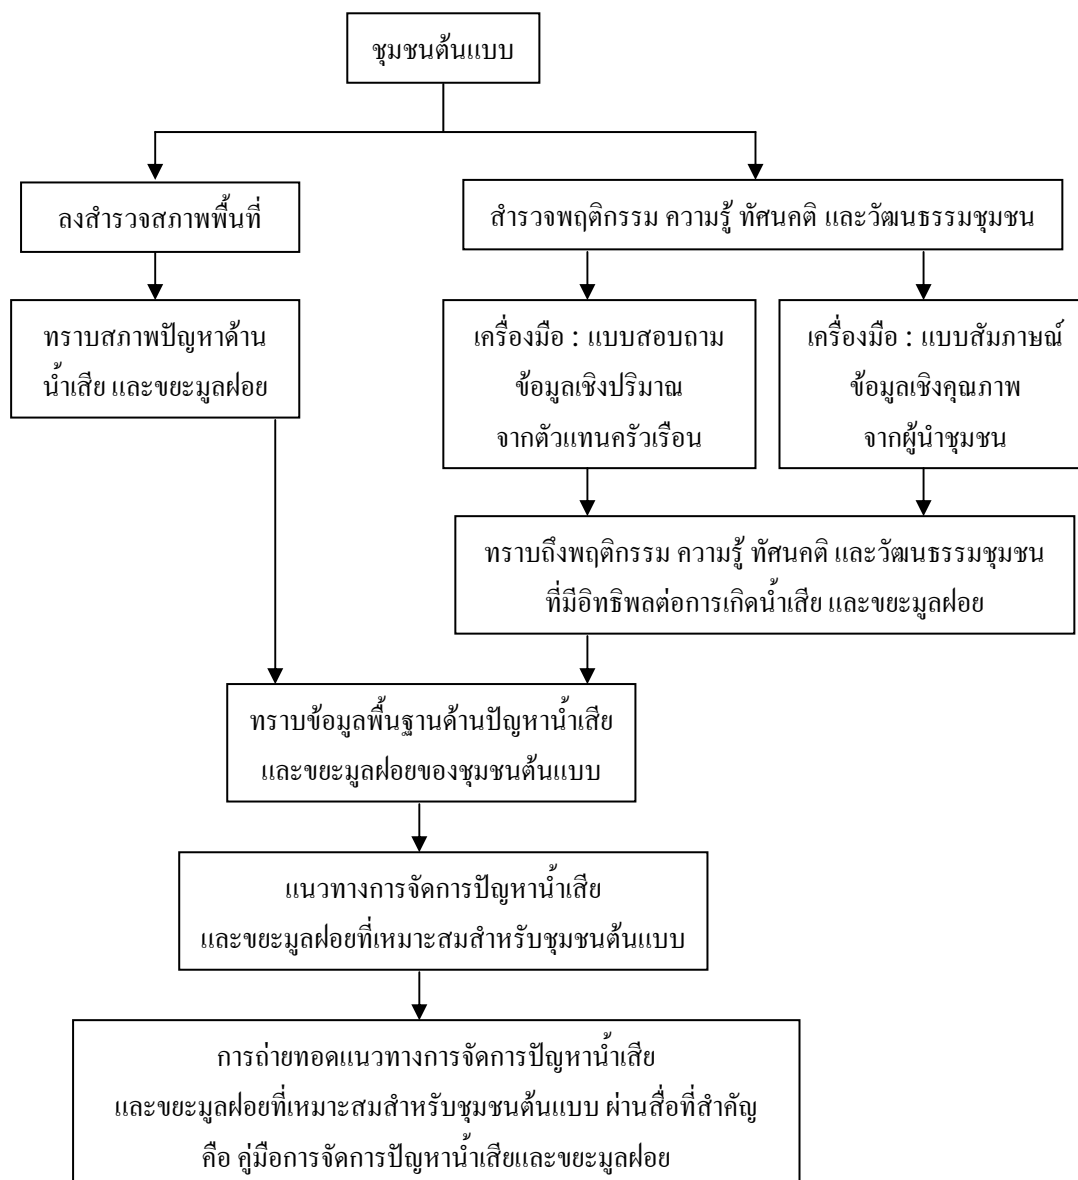 ชุมชนต้นแบบ
ลงสำรวจสภาพพื้นที่
สำรวจพฤติกรรม ความรู้ ทัศนคติ และวัฒนธรรมชุมชน
ทราบสภาพปัญหาด้าน
น้ำเสีย และขยะมูลฝอย
เครื่องมือ : แบบสอบถาม
ข้อมูลเชิงปริมาณ
จากตัวแทนครัวเรือน
เครื่องมือ : แบบสัมภาษณ์
ข้อมูลเชิงคุณภาพ
จากผู้นำชุมชน
ทราบถึงพฤติกรรม ความรู้ ทัศนคติ และวัฒนธรรมชุมชน
ที่มีอิทธิพลต่อการเกิดน้ำเสีย และขยะมูลฝอย
ทราบข้อมูลพื้นฐานด้านปัญหาน้ำเสีย
และขยะมูลฝอยของชุมชนต้นแบบ
แนวทางการจัดการปัญหาน้ำเสีย
และขยะมูลฝอยที่เหมาะสมสำหรับชุมชนต้นแบบ
การถ่ายทอดแนวทางการจัดการปัญหาน้ำเสีย
และขยะมูลฝอยที่เหมาะสมสำหรับชุมชนต้นแบบ ผ่านสื่อที่สำคัญ
คือ คู่มือการจัดการปัญหาน้ำเสียและขยะมูลฝอย